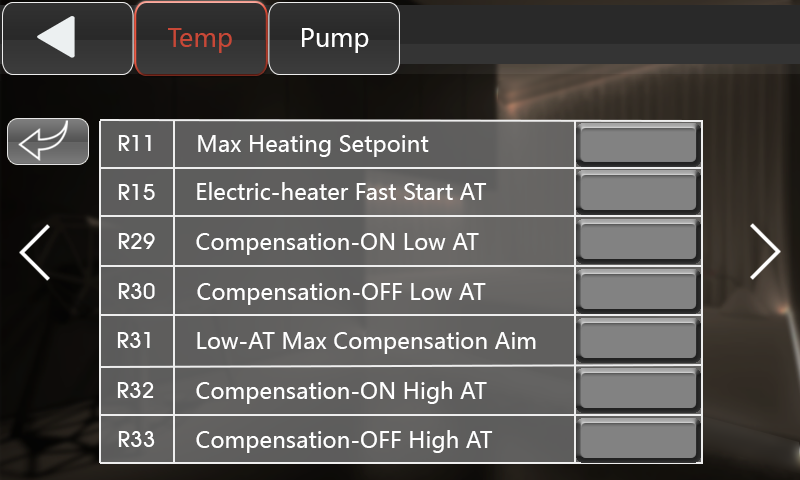 Temp Pump
R11 Max Heating Setpoint
R15 Electric-heater Fast Start AT
R29 Compensation-ON Low AT
R30 Compensation-OFF Low AT
R31 Low-AT Max Compensation Aim
R32 Compensation-ON High AT
R33 Compensation-OFF High AT